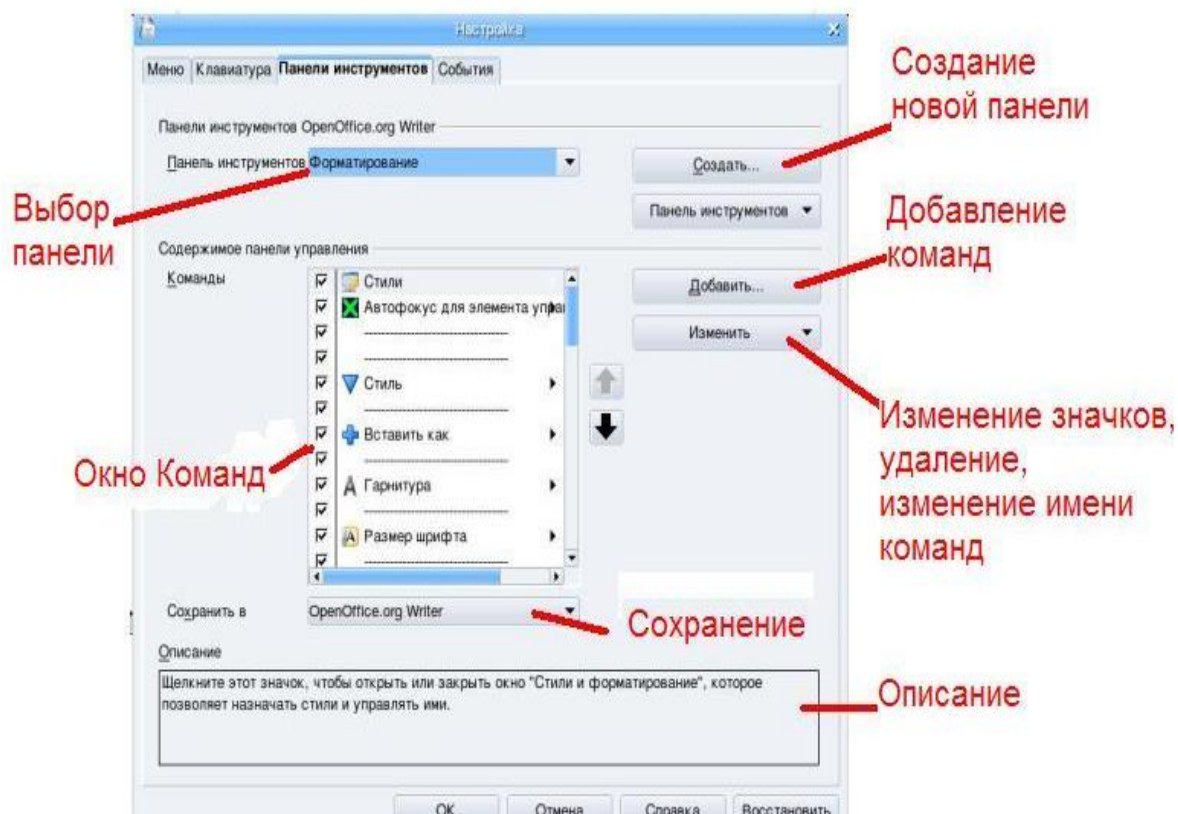 Настройка
Меню Клавиатура Панели инструментов События
Создание
новой панели
Панели инструментов OpenOffice.org Writer
Панель инструментов Форматирование
Создать...
Панель инструментов
Выбор
панели
Добавление
команд
Содержимое панели управления
Команды
Стили
Добавить...
Автофокус для элемента упра
Изменить
Стиль
Вставить как
Изменение значков,
удаление,
изменение имени
команд
Окно Команд
Гарнитура
Размер шрифта
Сохранить в OpenOffice.org Writer
Сохранение
Описание
Щелкните этот значок, чтобы открыть или закрыть окно "Стили и форматирование", которое
позволяет назначать стили и управлять ими.
Описание
ОК Отмена Справка Восстановить